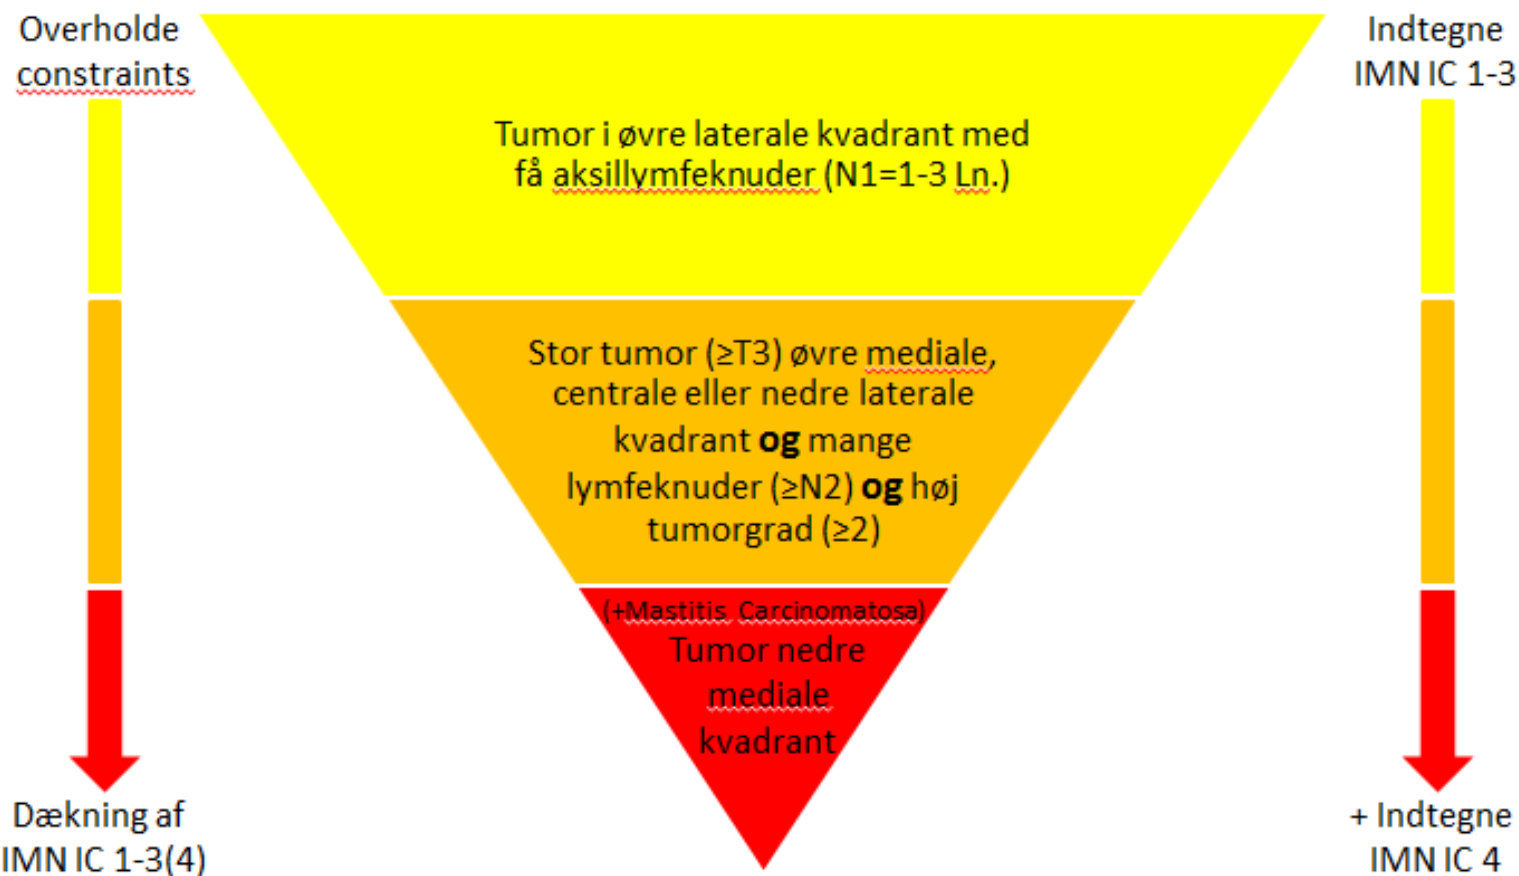 Overholde
constraints
Indtegne
IMN IC 1-3
Tumor i øvre laterale kvadrant med
få aksillymfeknuder (N1=1-3 Ln.)
Stor tumor (≥T3) øvre mediale,
centrale eller nedre laterale
kvadrant og mange
lymfeknuder (≥N2) og høj
tumorgrad (≥2)
(+Mastitis Carcinomatosa)
Tumor nedre
mediale
kvadrant
Dækning af
IMN IC 1-3(4)
+ Indtegne
IMN IC 4